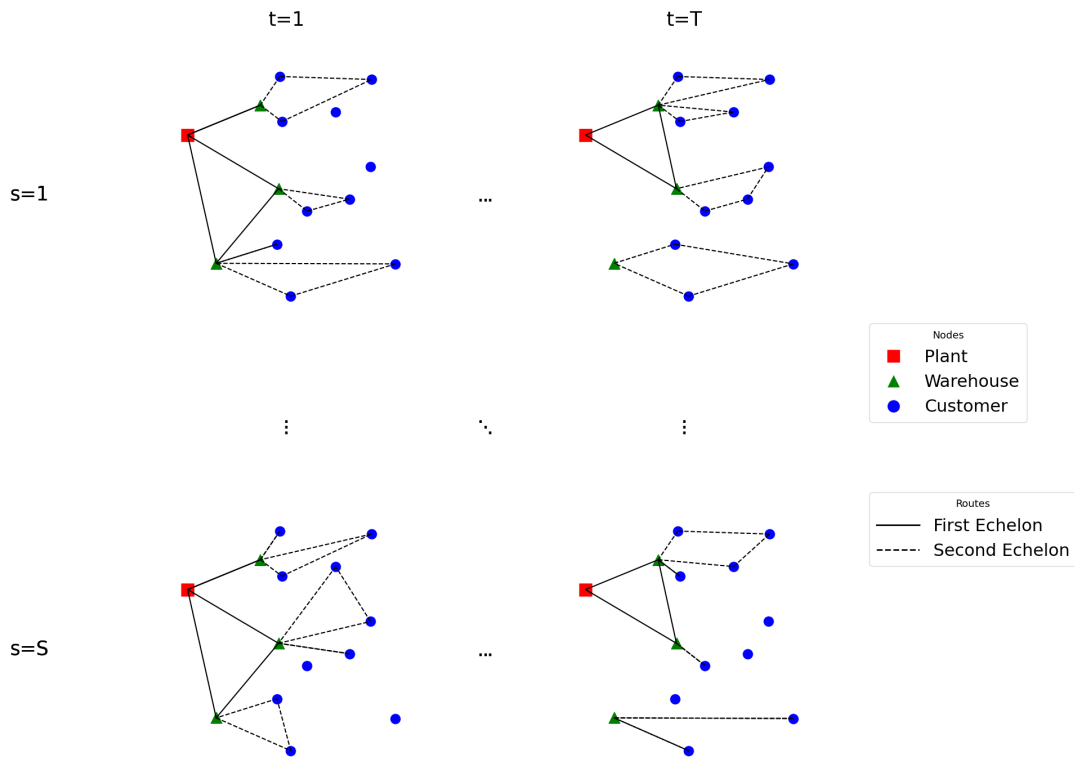 t=1
t=T
s=1
...
Nodes
Plant
Warehouse
Customer
⋮
⋱
⋮
Routes
First Echelon
Second Echelon
s=S
...